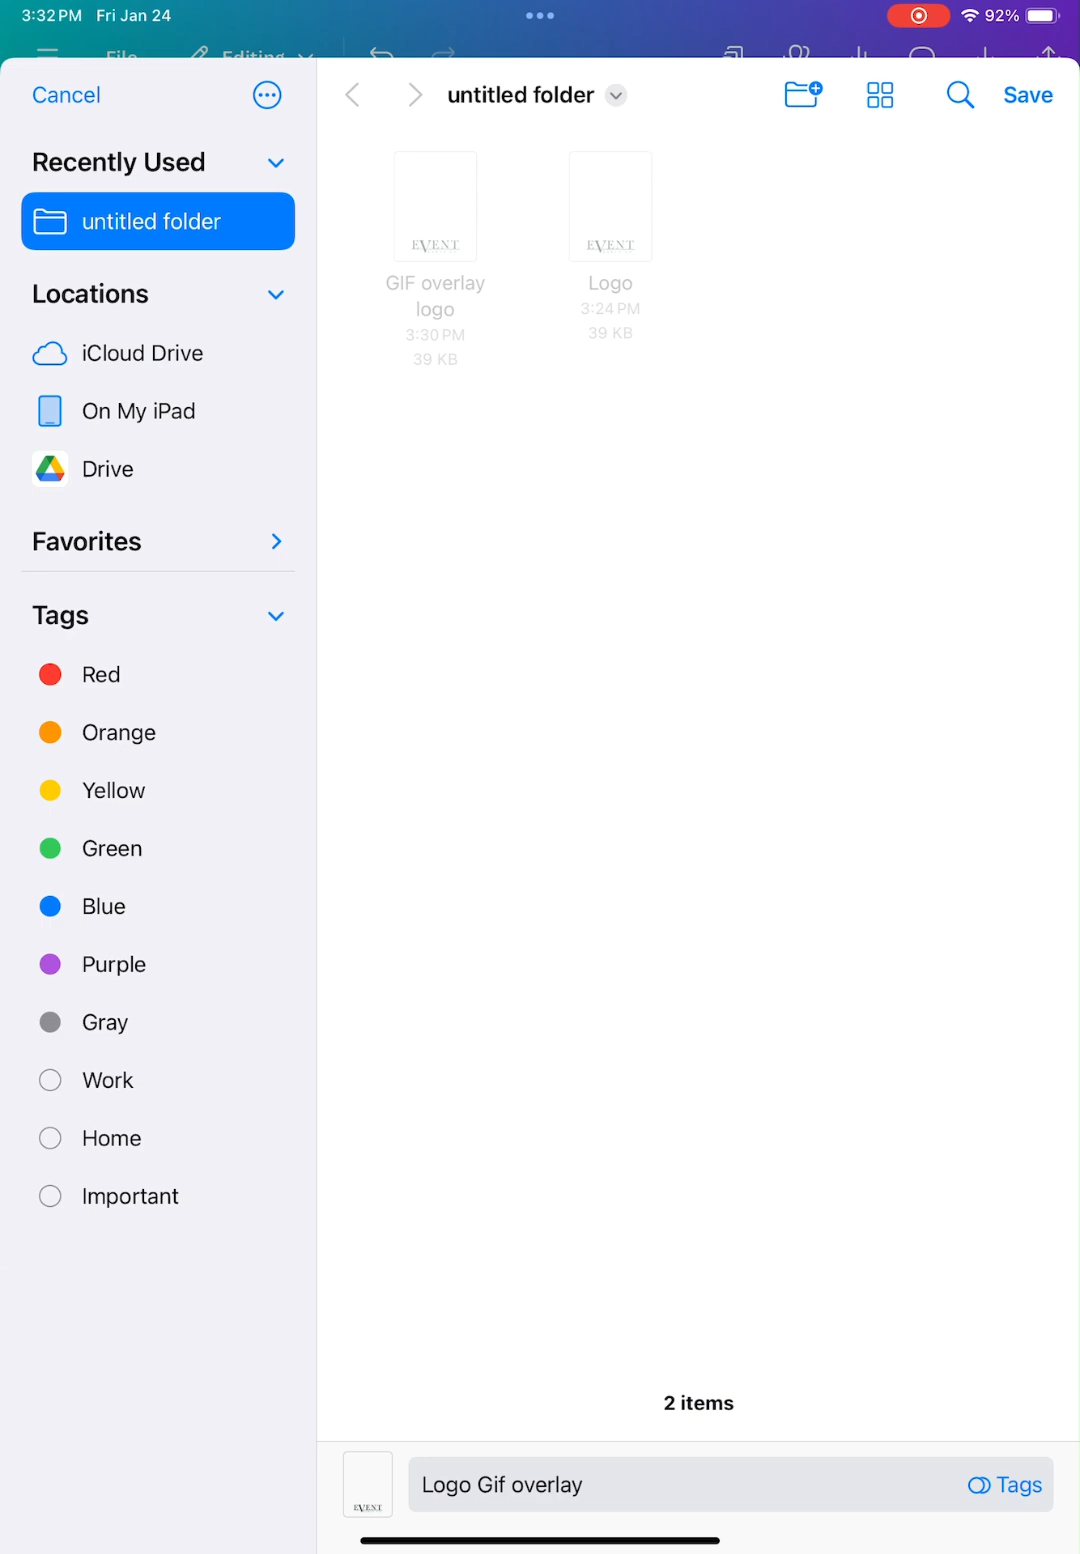 3:32 PM Fri Jan 24
92%
File
Editing
Cancel
untitled folder
Save
Recently Used
untitled folder
Locations
iCloud Drive
On My iPad
Drive
Favorites
Tags
Red
Orange
Yellow
Green
Blue
Purple
Gray
Work
Home
Important
EVENT
GIF overlay
logo
3:30 PM
39 KB
EVENT
Logo
3:24 PM
39 KB
2 items
EVENT
Logo Gif overlay
Tags